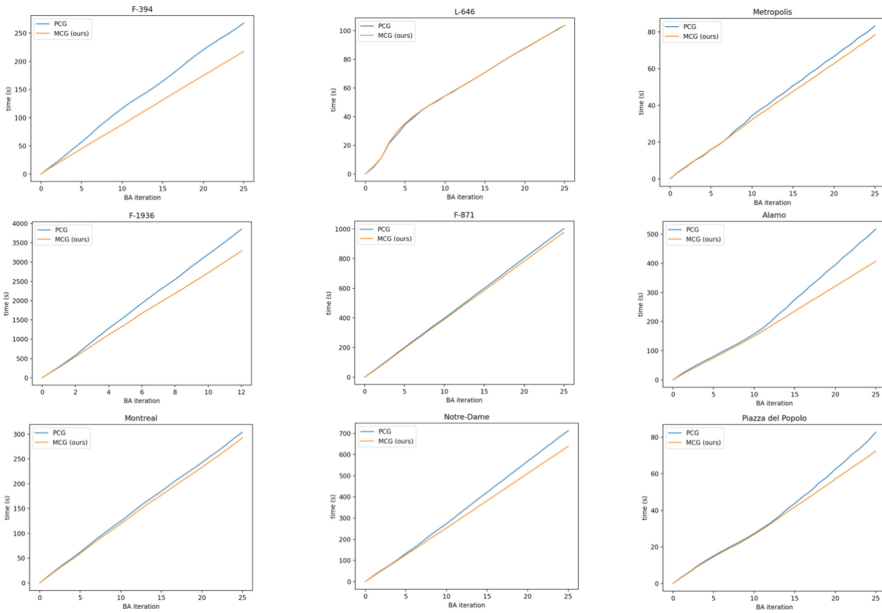 F-394
PCG
MCG (ours)
time (s)
250
200
150
100
50
0
0 5 10 15 20 25
BA iteration
L-646
PCG
MCG (ours)
time (s)
100
80
60
40
20
0
0 5 10 15 20 25
BA iteration
Metropolis
PCG
MCG (ours)
time (s)
80
60
40
20
0
0 5 10 15 20 25
BA iteration
F-1936
PCG
MCG (ours)
time (s)
4000
3500
3000
2500
2000
1500
1000
500
0
0 2 4 6 8 10 12
BA iteration
F-871
PCG
MCG (ours)
time (s)
1000
800
600
400
200
0
0 5 10 15 20 25
BA iteration
Alamo
PCG
MCG (ours)
time (s)
500
400
300
200
100
0
0 5 10 15 20 25
BA iteration
Montreal
PCG
MCG (ours)
time (s)
300
250
200
150
100
50
0
0 5 10 15 20 25
BA iteration
Notre-Dame
PCG
MCG (ours)
time (s)
700
600
500
400
300
200
100
0
0 5 10 15 20 25
BA iteration
Piazza del Popolo
PCG
MCG (ours)
time (s)
80
60
40
20
0
0 5 10 15 20 25
BA iteration